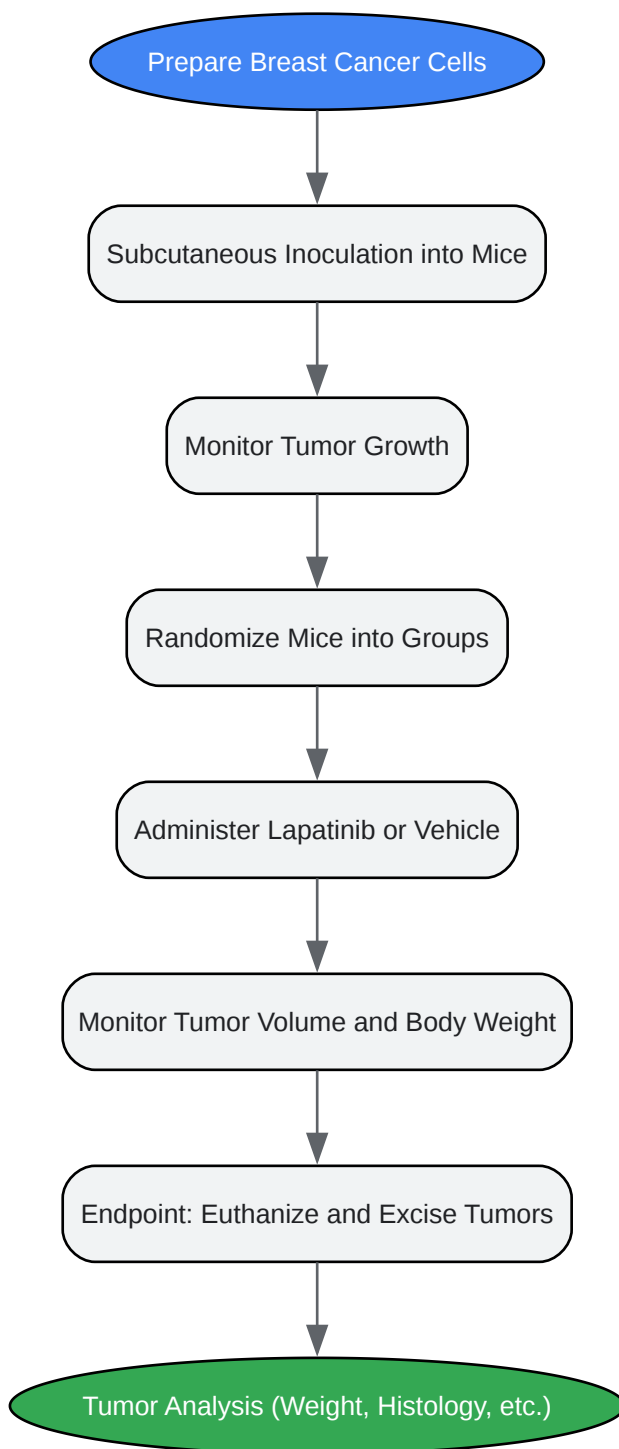 Prepare Breast Cancer Cells
Subcutaneous Inoculation into Mice
Monitor Tumor Growth
Randomize Mice into Groups
Administer Lapatinib or Vehicle
Monitor Tumor Volume and Body Weight
Endpoint: Euthanize and Excise Tumors
Tumor Analysis (Weight, Histology, etc.)